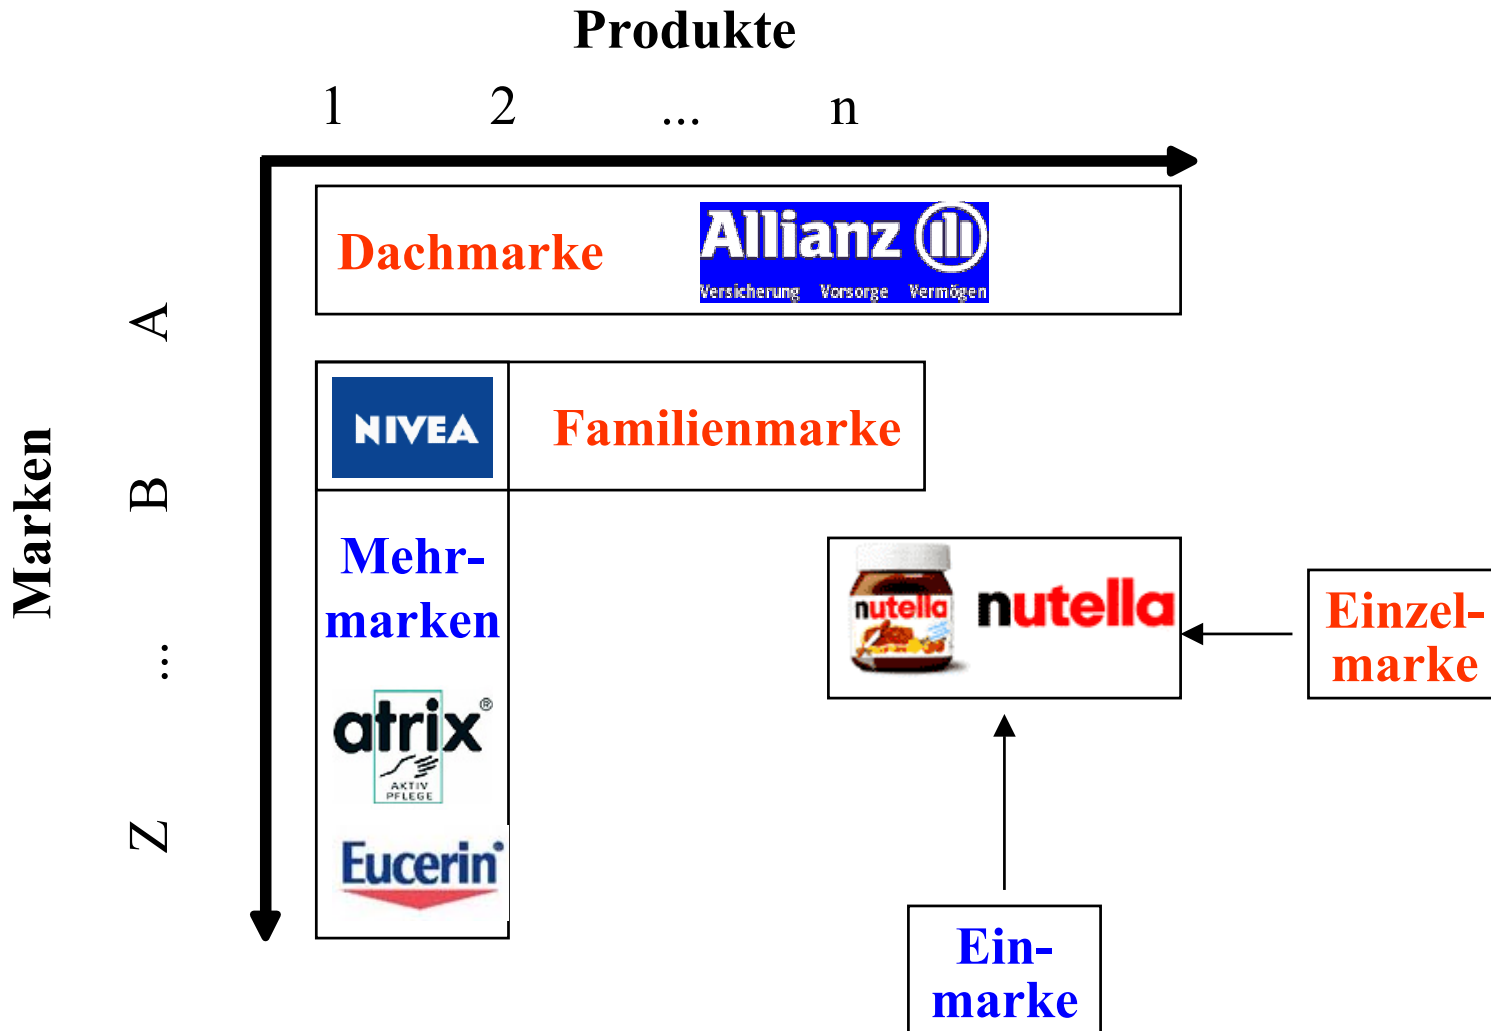 Produkte
1 2 ... n
Dachmarke
Allianz
Versicherung Vorsorge Vermögen
A
NIVEA
Familienmarke
Marken
B
Mehr-
marken
nutella
nutella
Einzel-
marke
...
atrix®
AKTIV
PFLEGE
Z
Eucerin®
Ein-
marke